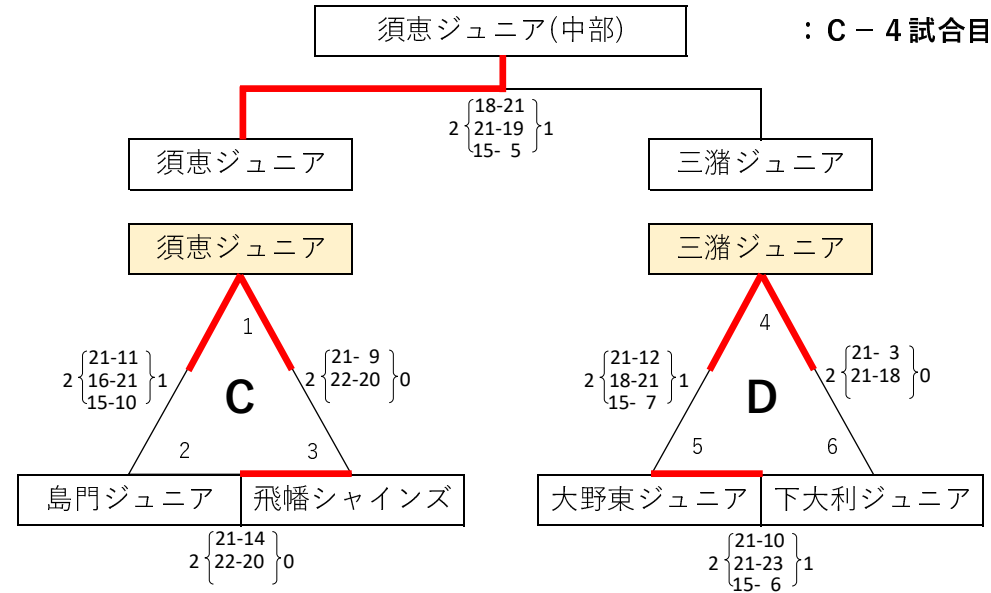 須恵ジュニア(中部)
：Ｃ－４試合目
18-21
2 21-19 1
15- 5
須恵ジュニア
三潴ジュニア
須恵ジュニア
三潴ジュニア
1
4
21-11
2 16-21 1
15-10
21- 9
2 22-20 0
21-12
2 18-21 1
15- 7
21- 3
2 21-18 0
C
D
2
3
5
6
島門ジュニア
飛幡シャインズ
大野東ジュニア
下大利ジュニア
21-14
2 22-20 0
21-10
2 21-23 1
15- 6